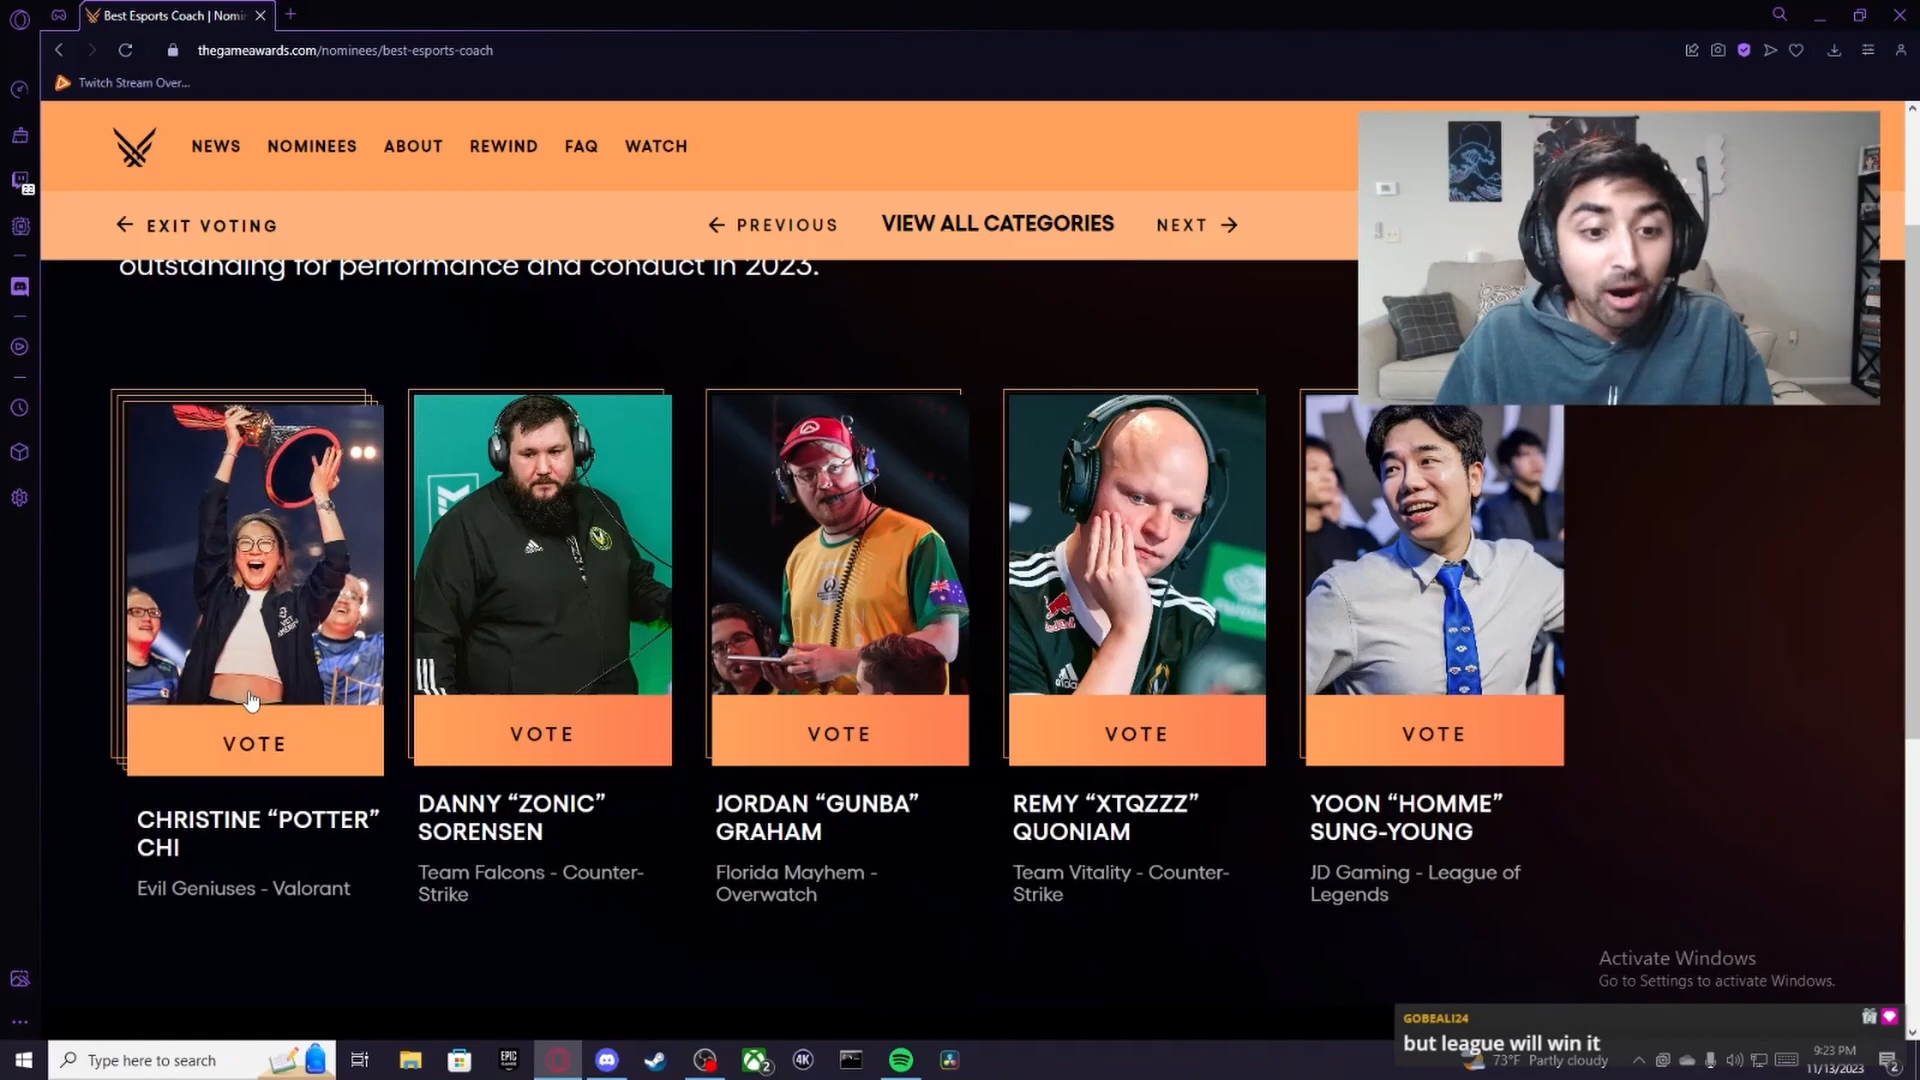 Best Esports Coach | Nomi
thegameawards.com/nominees/best-esports-coach
Twitch Stream Over...
NEWS NOMINEES ABOUT REWIND FAQ WATCH
← EXIT VOTING
← PREVIOUS
VIEW ALL CATEGORIES
NEXT →
outstanding for performance and conduct in 2023.
VOTE
VOTE
VOTE
VOTE
VOTE
CHRISTINE “POTTER”
CHI
Evil Geniuses - Valorant
DANNY “ZONIC”
SORENSEN
Team Falcons - Counter-
Strike
JORDAN “GUNBA”
GRAHAM
Florida Mayhem -
Overwatch
REMY “XTQZZZ”
QUONIAM
Team Vitality - Counter-
Strike
YOON “HOMME”
SUNG-YOUNG
JD Gaming - League of
Legends
Activate Windows
Go to Settings to activate Windows.
GOBEALI24
but league will win it
Type here to search
EPIC
4K
2
73°F Partly cloudy
9:23 PM
11/13/2023
2
22